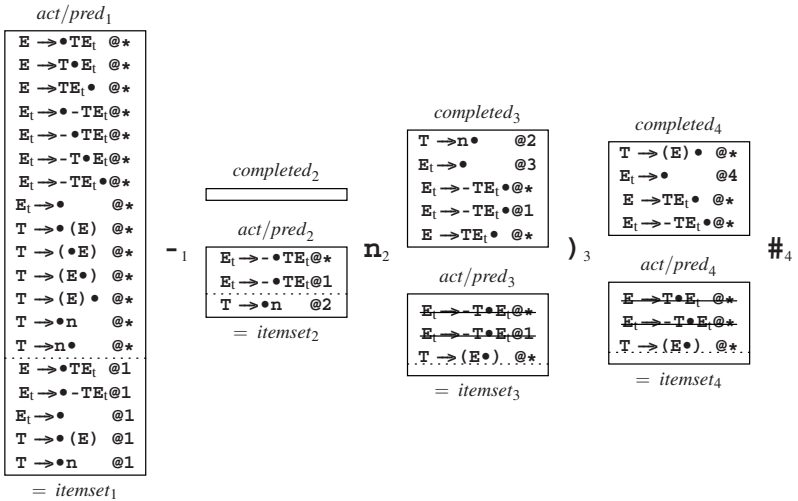 act/pred₁
E →•TEₜ @*
E →T•Eₜ @*
E →TEₜ• @*
Eₜ→•-TEₜ@*
Eₜ→-•TEₜ@*
Eₜ→-T•Eₜ@*
Eₜ→-TEₜ•@*
Eₜ→• @*
T →•(E) @*
T →(•E) @*
T →(E•) @*
T →(E)• @*
T →•n @*
T →n• @*
E →•TEₜ @1
Eₜ→•-TEₜ@1
Eₜ→• @1
T →•(E) @1
T →•n @1
= itemset₁
-₁
completed₂
act/pred₂
Eₜ→-•TEₜ@*
Eₜ→-•TEₜ@1
T →•n @2
= itemset₂
n₂
completed₃
T →n• @2
Eₜ→• @3
Eₜ→-TEₜ•@*
Eₜ→-TEₜ•@1
E →TEₜ• @*
act/pred₃
Eₜ→-T•Eₜ@*
Eₜ→-T•Eₜ@1
T →(E•) @*
= itemset₃
)₃
completed₄
T →(E)• @*
Eₜ→• @4
E →TEₜ• @*
Eₜ→-TEₜ•@*
act/pred₄
E →T•Eₜ @*
Eₜ→-T•Eₜ@*
T →(E•) @*
= itemset₄
#₄